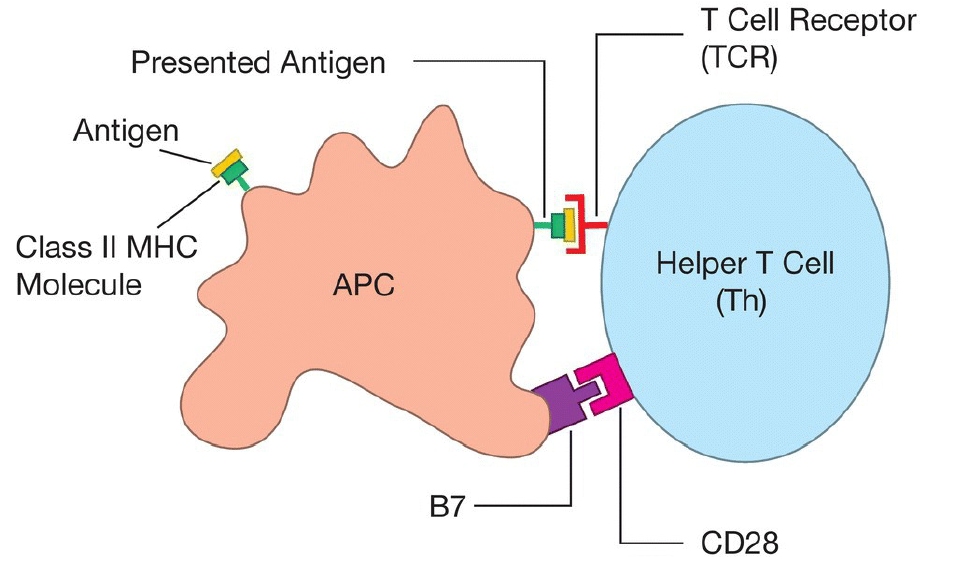 T Cell Receptor
(TCR)
Presented Antigen
Antigen
Class II MHC
Molecule
APC
Helper T Cell
(Th)
B7
CD28